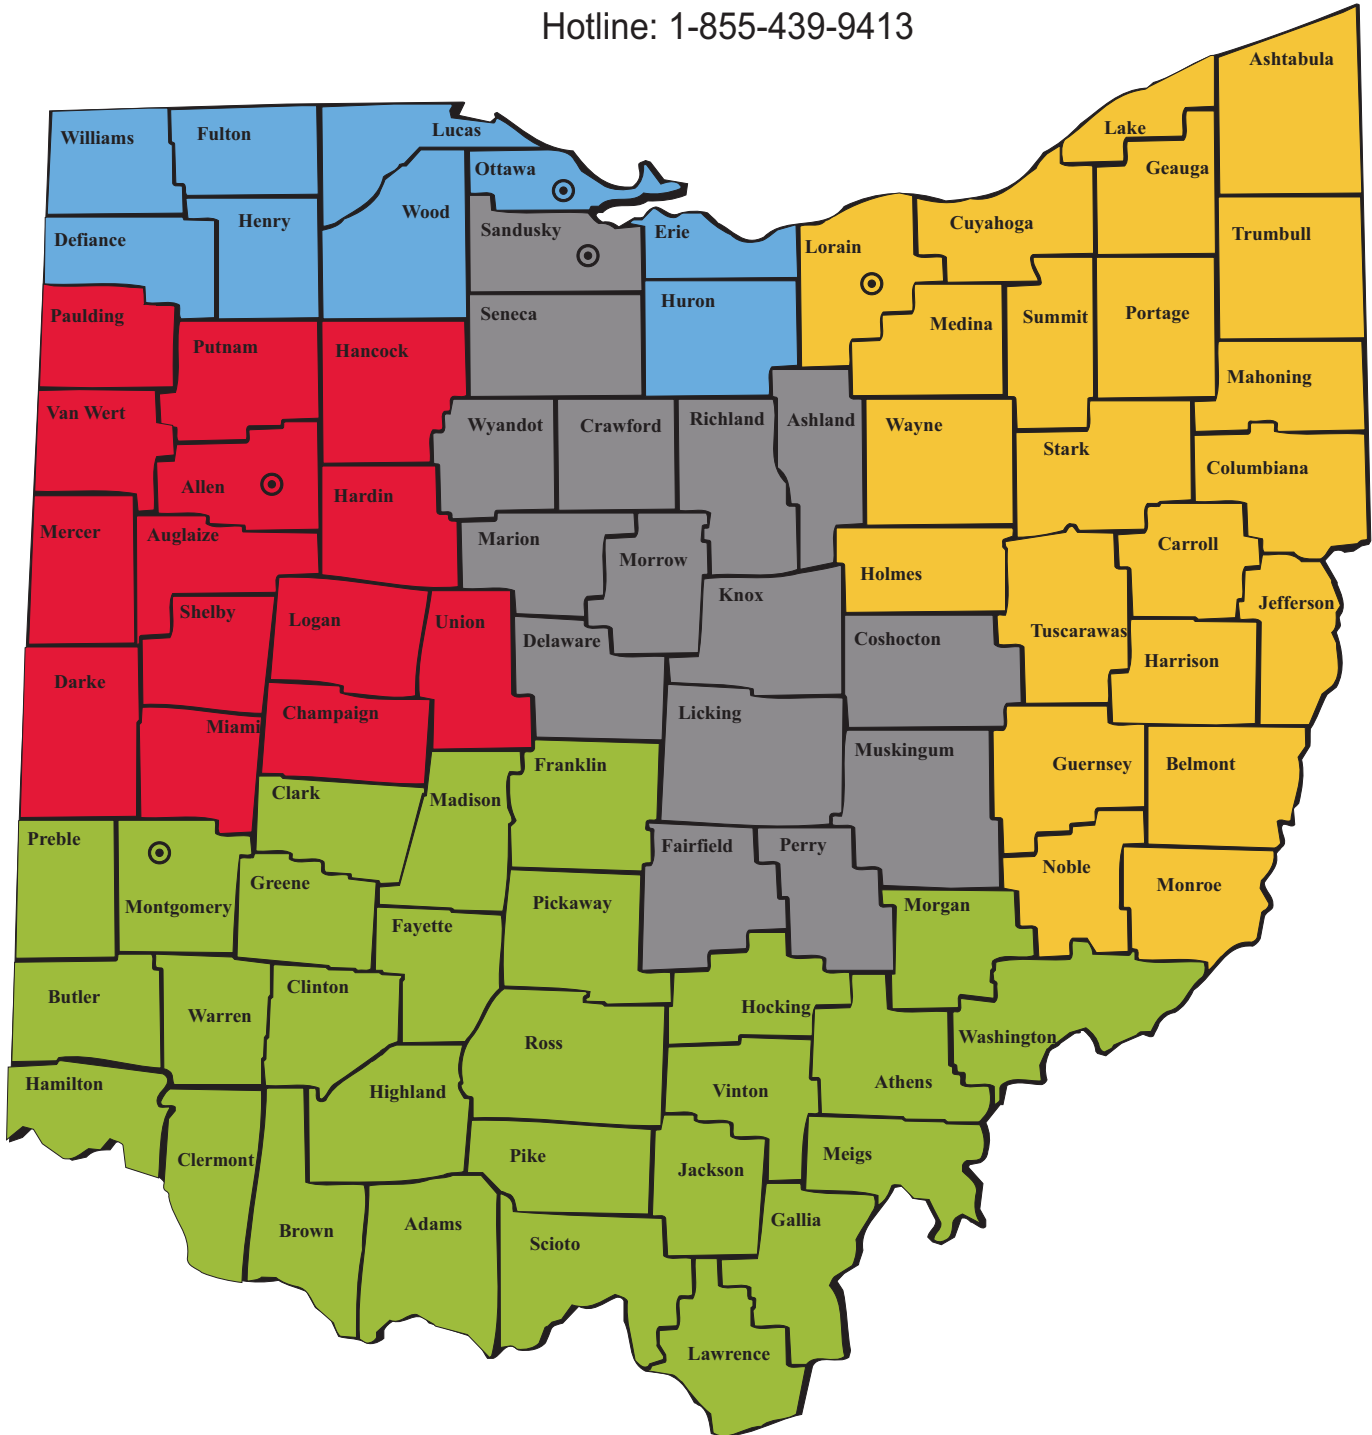 Hotline: 1-855-439-9413
Ashtabula
Lake
Williams
Fulton
Lucas
Geauga
Ottawa
Wood
Henry
Cuyahoga
Defiance
Sandusky
Erie
Lorain
Trumbull
Huron
Paulding
Seneca
Medina
Summit
Portage
Putnam
Hancock
Mahoning
Van Wert
Wyandot
Crawford
Richland
Ashland
Wayne
Stark
Columbiana
Allen
Hardin
Mercer
Auglaize
Marion
Morrow
Carroll
Holmes
Knox
Jefferson
Shelby
Logan
Union
Delaware
Coshocton
Tuscarawas
Harrison
Darke
Miami
Champaign
Licking
Muskingum
Guernsey
Belmont
Franklin
Clark
Madison
Preble
Fairfield
Perry
Noble
Monroe
Greene
Montgomery
Pickaway
Morgan
Fayette
Butler
Clinton
Warren
Hocking
Ross
Washington
Hamilton
Highland
Vinton
Athens
Clermont
Pike
Jackson
Meigs
Brown
Adams
Scioto
Gallia
Lawrence